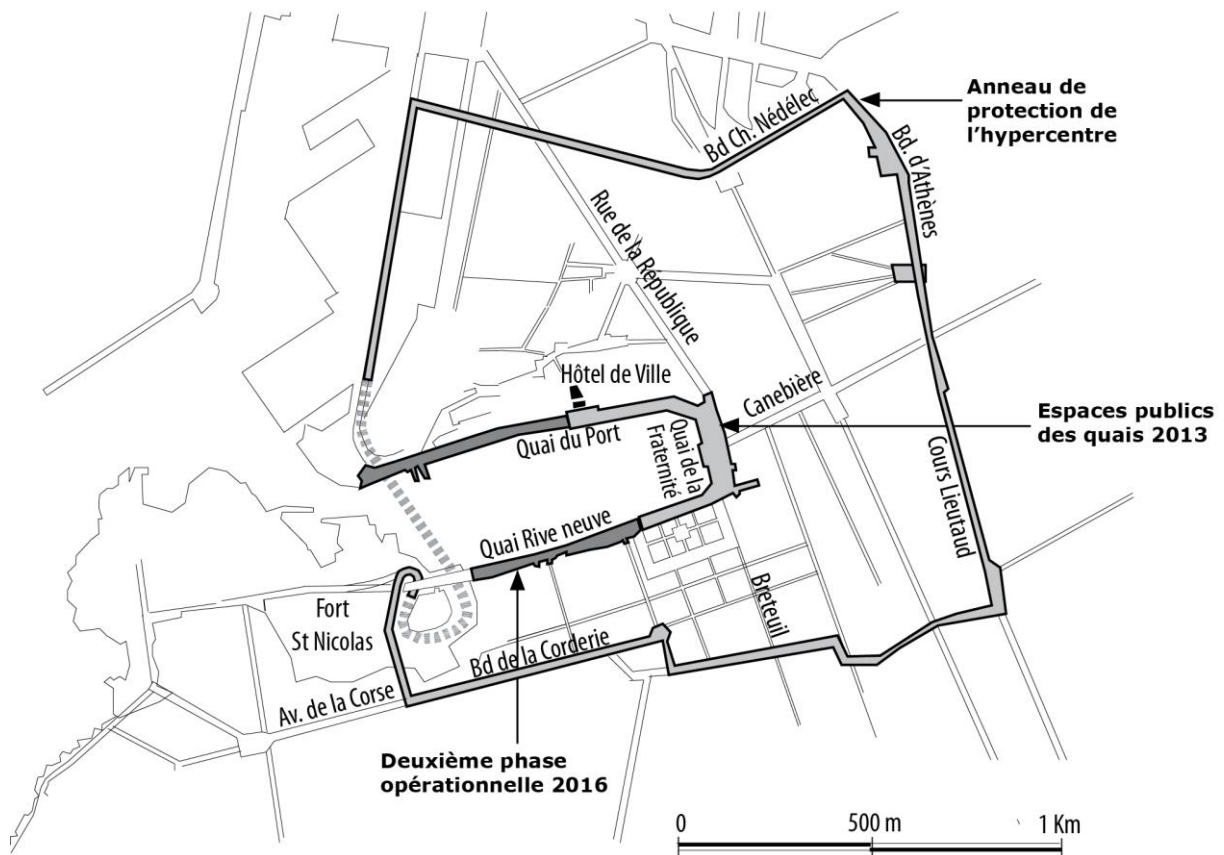 Anneau de
protection de
l'hypercentre
Bd Ch. Nédélec
Bd. d'Athènes
Rue de la République
Hôtel de Ville
Canebière
Espaces publics
des quais 2013
Quai du Port
Quai de la
Fraternité
Cours Lieutaud
Quai Rive neuve
Fort
St Nicolas
Breteuil
Bd de la Corderie
Av. de la Corse
Deuxième phase
opérationnelle 2016
0 500 m 1 Km